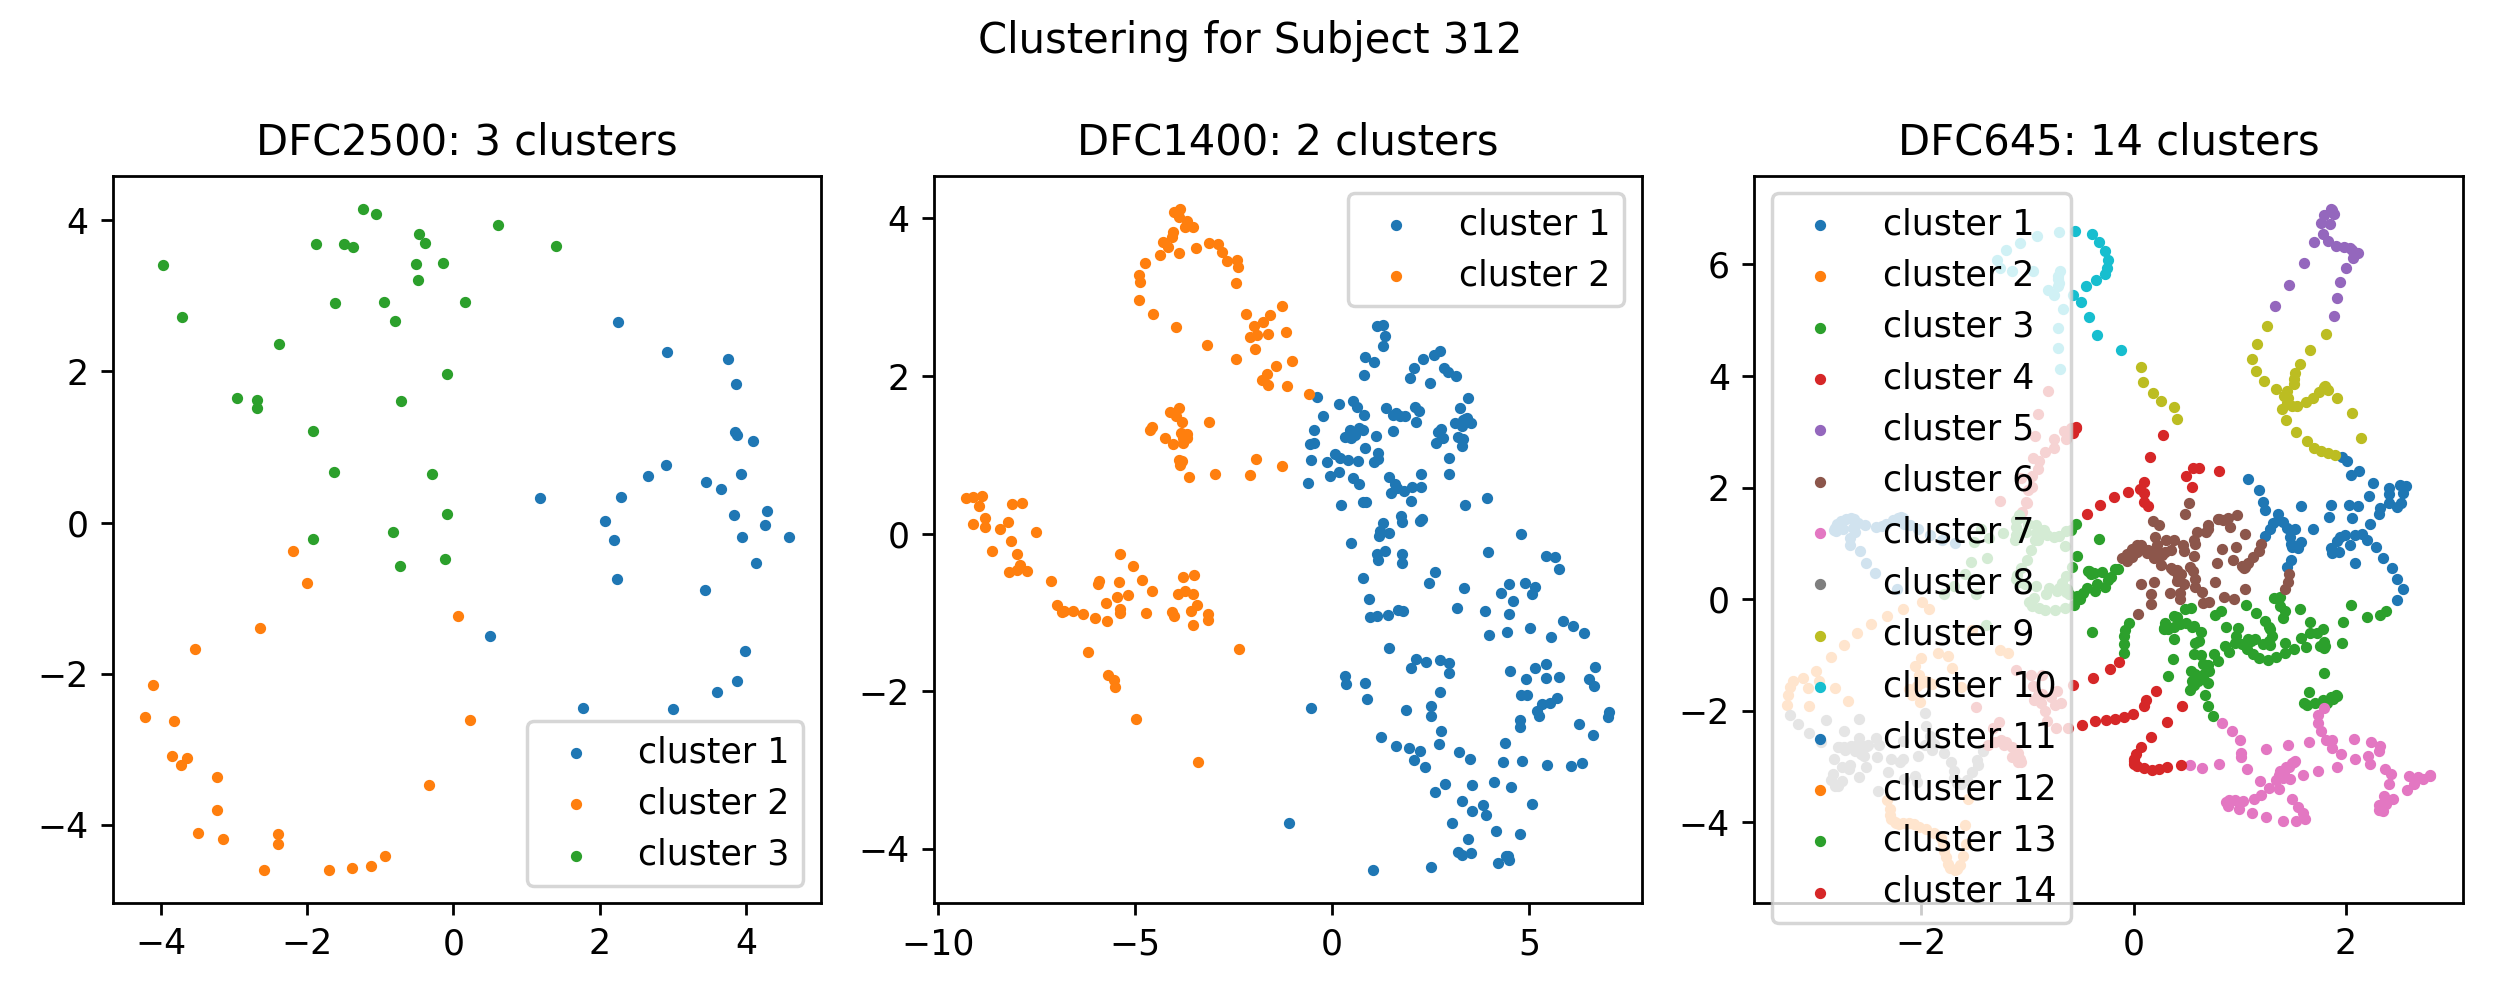 Clustering for Subject 312
DFC2500: 3 clusters
4
2
0
−2
−4
−4
−2
0
2
4
cluster 1
cluster 2
cluster 3
DFC1400: 2 clusters
4
2
0
−2
−4
−10
−5
0
5
cluster 1
cluster 2
DFC645: 14 clusters
6
4
2
0
−2
−4
−2
0
2
cluster 1
cluster 2
cluster 3
cluster 4
cluster 5
cluster 6
cluster 7
cluster 8
cluster 9
cluster 10
cluster 11
cluster 12
cluster 13
cluster 14